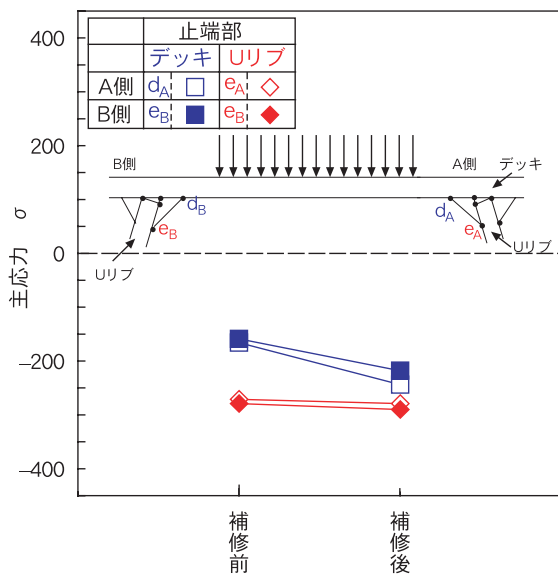 止端部
デッキ Uリブ
A側 dA eA
B側 eB eB
400
200
0
−200
−400
主応力 σ
B側
A側
デッキ
dB
eB
Uリブ
dA
eA
Uリブ
補修前
補修後